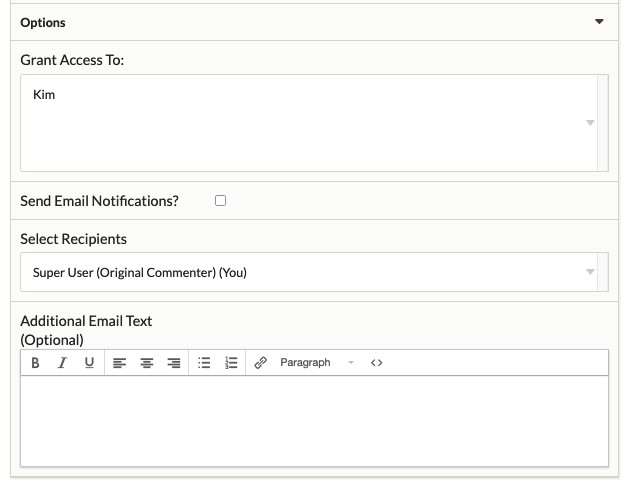 Options
Grant Access To:
Kim
Send Email Notifications?
Select Recipients
Super User (Original Commenter) (You)
Additional Email Text
(Optional)
B I U Paragraph <>